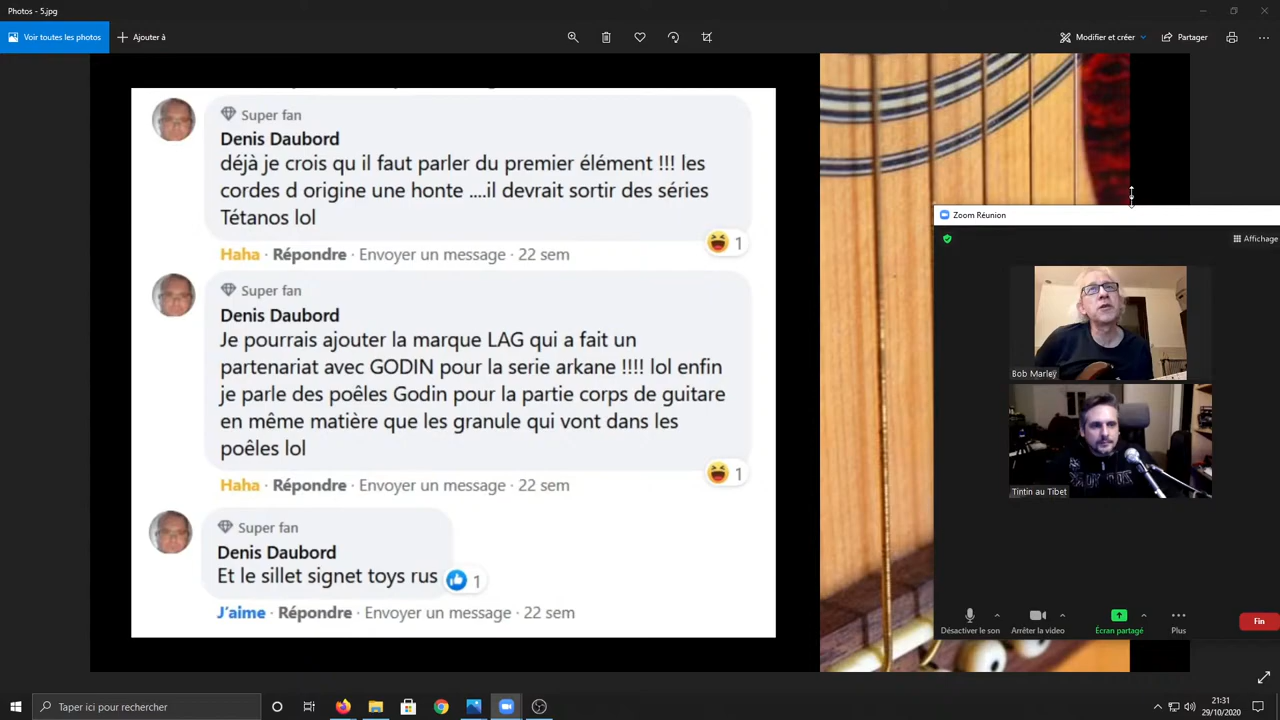 Photos - 5.jpg
Voir toutes les photos
Ajouter à
Modifier et créer
Partager
Super fan
Denis Daubord
déjà je crois qu il faut parler du premier élément !!! les
cordes d origine une honte ....il devrait sortir des séries
Tétanos lol
1
Haha · Répondre · Envoyer un message · 22 sem
Super fan
Denis Daubord
Je pourrais ajouter la marque LAG qui a fait un
partenariat avec GODIN pour la serie arkane !!!! lol enfin
je parle des poêles Godin pour la partie corps de guitare
en même matière que les granule qui vont dans les
poêles lol
1
Haha · Répondre · Envoyer un message · 22 sem
Super fan
Denis Daubord
Et le sillet signet toys rus
1
J'aime · Répondre · Envoyer un message · 22 sem
Zoom Réunion
Affichage
Bob Marley
Tintin au Tibet
Désactiver le son
Arrêter la video
Écran partagé
Plus
Fin
Taper ici pour rechercher
21:31
29/10/2020